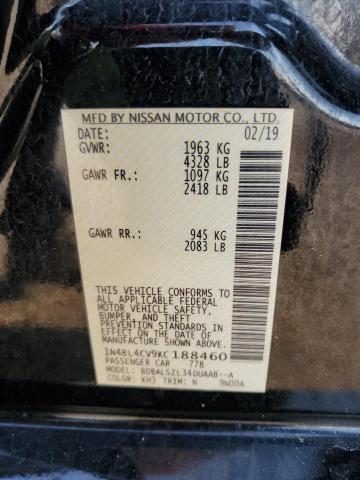 MFD BY NISSAN MOTOR CO., LTD.
DATE: 02/19
GVWR: 1963 KG
4328 LB
GAWR FR: 1097 KG
2418 LB
GAWR RR: 945 KG
2083 LB
THIS VEHICLE CONFORMS TO ALL
APPLICABLE FEDERAL
MOTOR VEHICLE SAFETY,
BUMPER, AND THEFT
PREVENTION STANDARDS
IN EFFECT ON THE DATE OF
MANUFACTURE SHOWN ABOVE.
1N4BL4CV9KC188460
PASSENGER CAR 778
MODEL: BDBALSZL34OUAAB--A
COLOR: KH3 TRIM: N 9N00A